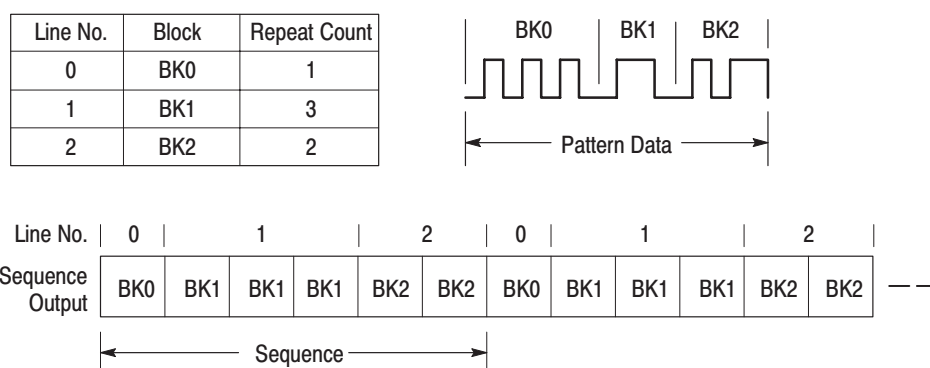 Line No. Block Repeat Count
0 BK0 1
1 BK1 3
2 BK2 2
BK0 BK1 BK2
Pattern Data
Line No. 0 1 2 0 1 2
Sequence Output BK0 BK1 BK1 BK1 BK2 BK2 BK0 BK1 BK1 BK1 BK2 BK2
Sequence